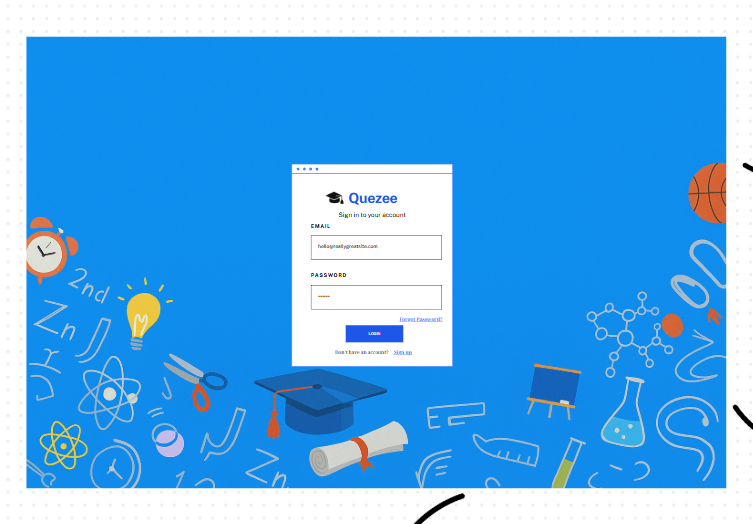 Quezee
Sign in to your account
EMAIL
hello@reallygreatsite.com
PASSWORD
Forgot Password?
LOGIN
Don't have an account? Sign up
2nd